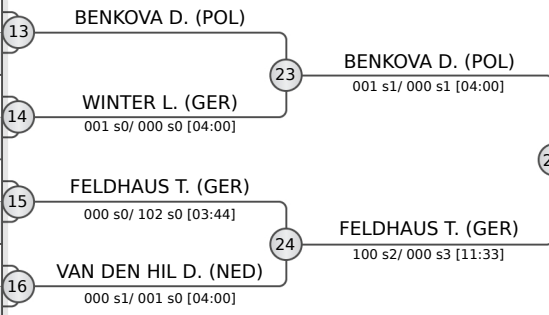 BENKOVA D. (POL)
13
23
BENKOVA D. (POL)
001 s1/ 000 s1 [04:00]
WINTER L. (GER)
14
001 s0/ 000 s0 [04:00]
FELDHAUS T. (GER)
15
000 s0/ 102 s0 [03:44]
24
FELDHAUS T. (GER)
100 s2/ 000 s3 [11:33]
VAN DEN HIL D. (NED)
16
000 s1/ 001 s0 [04:00]